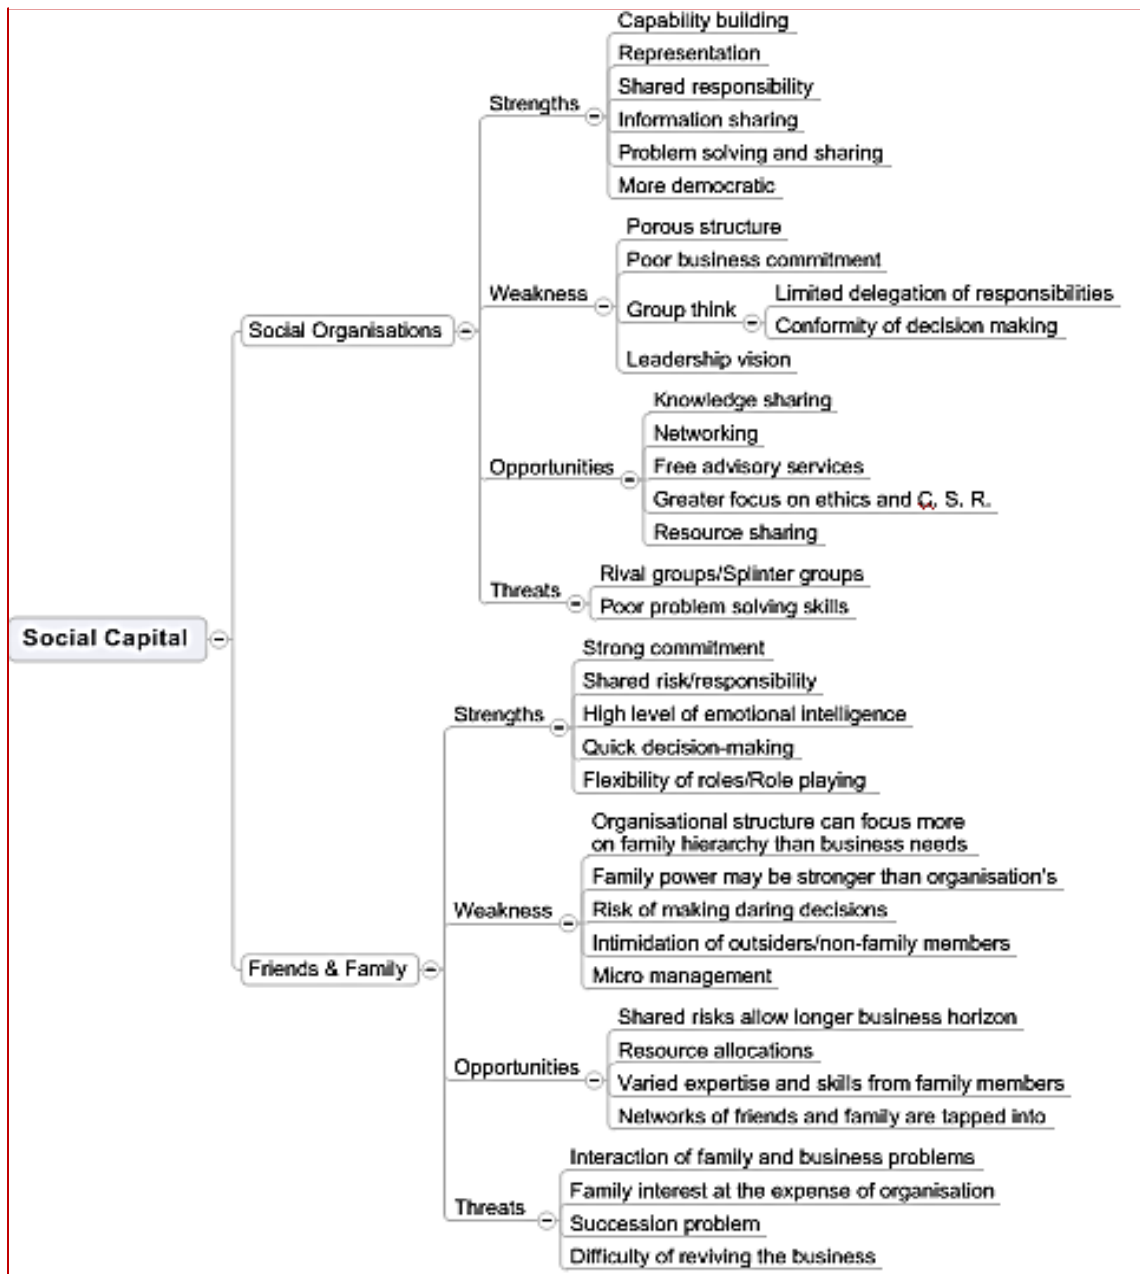 Capability building
Representation
Shared responsibility
Strengths
Information sharing
Problem solving and sharing
More democratic
Porous structure
Poor business commitment
Weakness
Limited delegation of responsibilities
Group think
Conformity of decision making
Social Organisations
Leadership vision
Knowledge sharing
Networking
Opportunities
Free advisory services
Greater focus on ethics and C. S. R.
Resource sharing
Rival groups/Splinter groups
Threats
Poor problem solving skills
Social Capital
Strong commitment
Shared risk/responsibility
Strengths
High level of emotional intelligence
Quick decision-making
Flexibility of roles/Role playing
Organisational structure can focus more
on family hierarchy than business needs
Family power may be stronger than organisation's
Weakness
Risk of making daring decisions
Intimidation of outsiders/non-family members
Friends & Family
Micro management
Shared risks allow longer business horizon
Resource allocations
Opportunities
Varied expertise and skills from family members
Networks of friends and family are tapped into
Interaction of family and business problems
Family interest at the expense of organisation
Threats
Succession problem
Difficulty of reviving the business